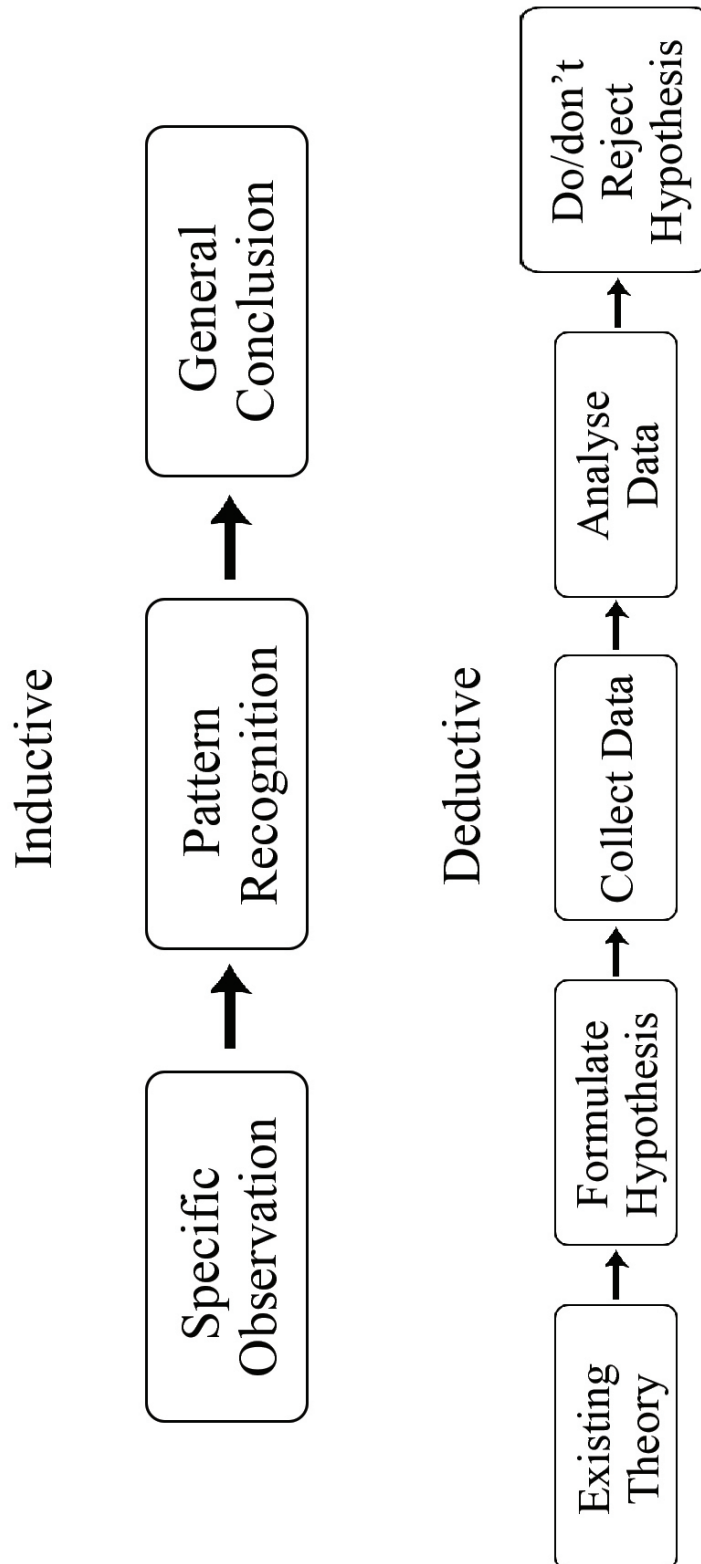 Inductive
Specific
Observation
Pattern
Recognition
General
Conclusion
Deductive
Existing
Theory
Formulate
Hypothesis
Collect Data
Analyse
Data
Do/don't
Reject
Hypothesis